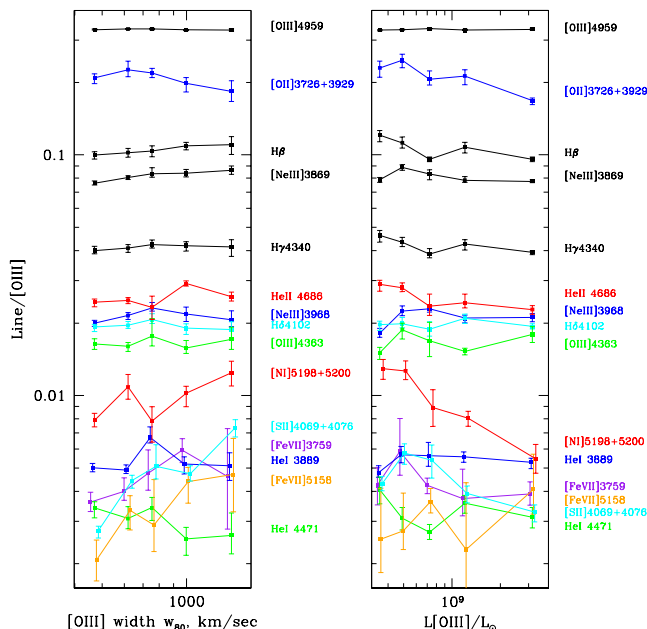 Line/[OIII]
0.1
0.01
[OIII]4959
[OII]3726+3929
Hβ
[NeIII]3869
Hγ4340
HeII 4686
[NeIII]3968
Hδ4102
[OIII]4363
[NI]5198+5200
[SII]4069+4076
[FeVII]3759
HeI 3889
[FeVII]5158
HeI 4471
1000
[OIII] width w₈₀, km/sec
[OIII]4959
[OII]3726+3929
Hβ
[NeIII]3869
Hγ4340
HeII 4686
[NeIII]3968
Hδ4102
[OIII]4363
[NI]5198+5200
HeI 3889
[FeVII]3759
[FeVII]5158
[SII]4069+4076
HeI 4471
10⁹
L[OIII]/L⊙